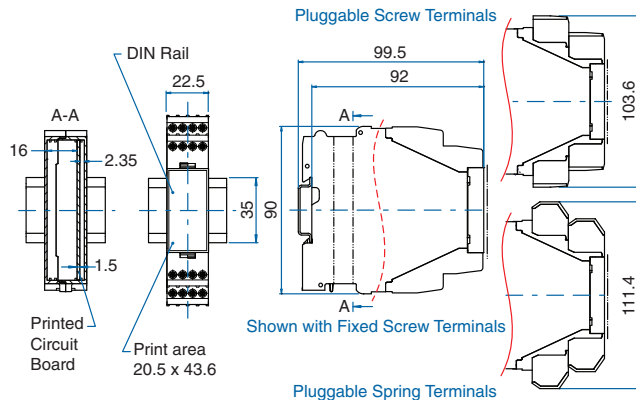 Pluggable Screw Terminals
DIN Rail
99.5
22.5
92
A-A
A
16
2.35
103.6
90
35
1.5
A
Shown with Fixed Screw Terminals
111.4
Printed
Circuit
Board
Print area
20.5 x 43.6
Pluggable Spring Terminals